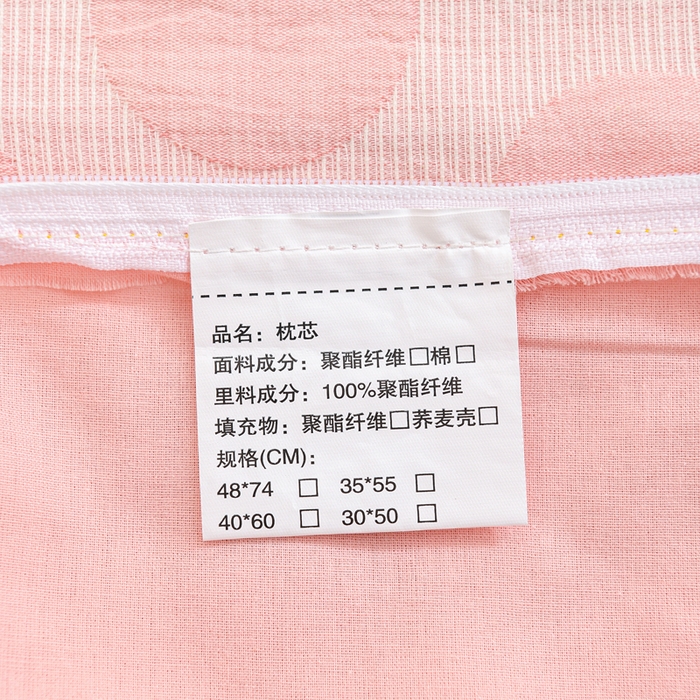 品名：枕芯
面料成分：聚酯纤维□棉□
里料成分：100%聚酯纤维
填充物：聚酯纤维□荞麦壳□
规格(CM)：
48*74 □ 35*55 □
40*60 □ 30*50 □